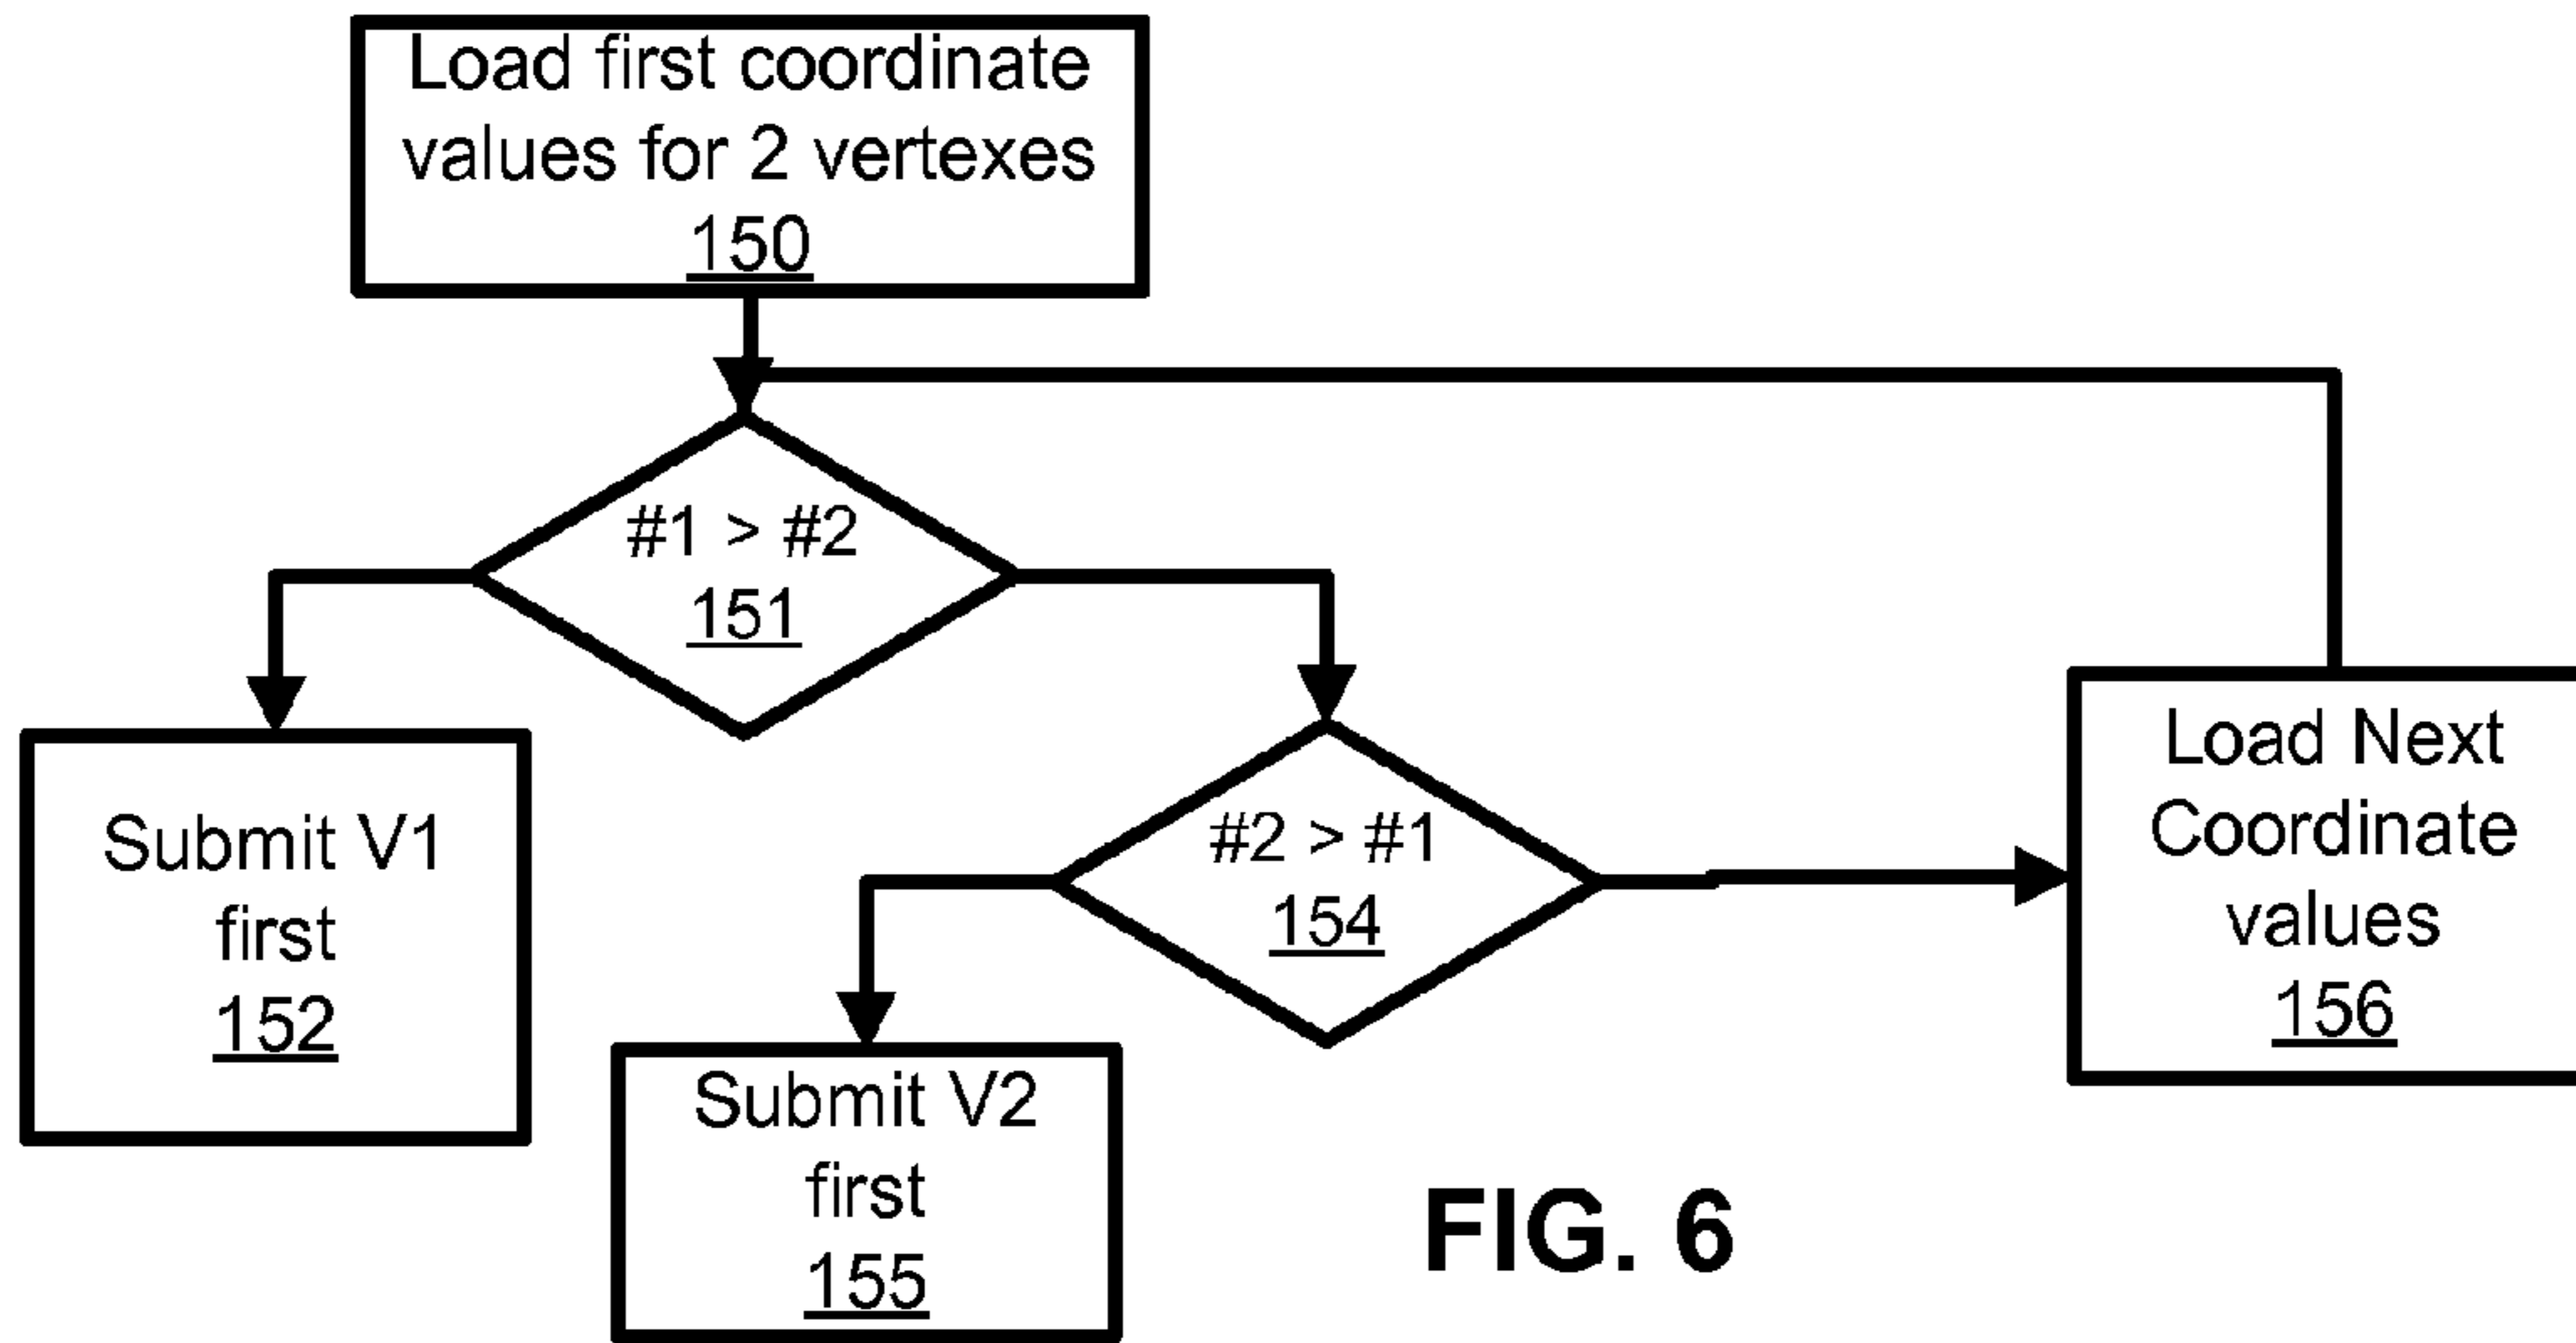 Load first coordinate
values for 2 vertexes
150
#1 > #2
151
Submit V1
first
152
#2 > #1
154
Submit V2
first
155
Load Next
Coordinate
values
156
FIG. 6